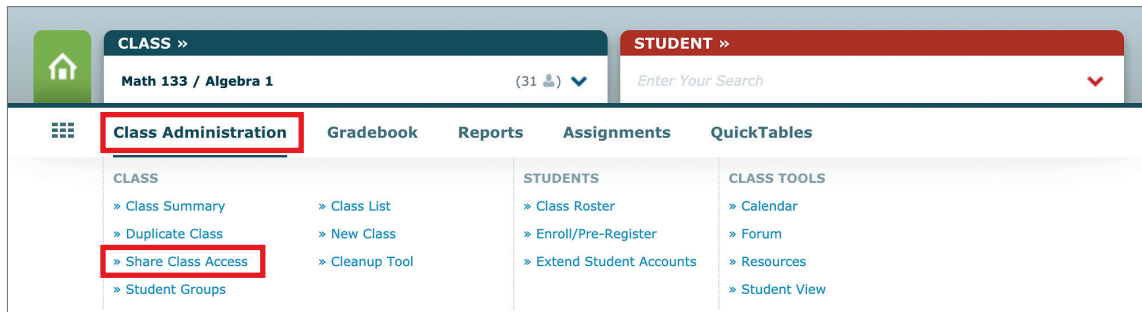 CLASS » STUDENT »
Math 133 / Algebra 1 (31) Enter Your Search
Class Administration Gradebook Reports Assignments QuickTables
CLASS STUDENTS CLASS TOOLS
» Class Summary » Class List » Class Roster » Calendar
» Duplicate Class » New Class » Enroll/Pre-Register » Forum
» Share Class Access » Cleanup Tool » Extend Student Accounts » Resources
» Student Groups » Student View